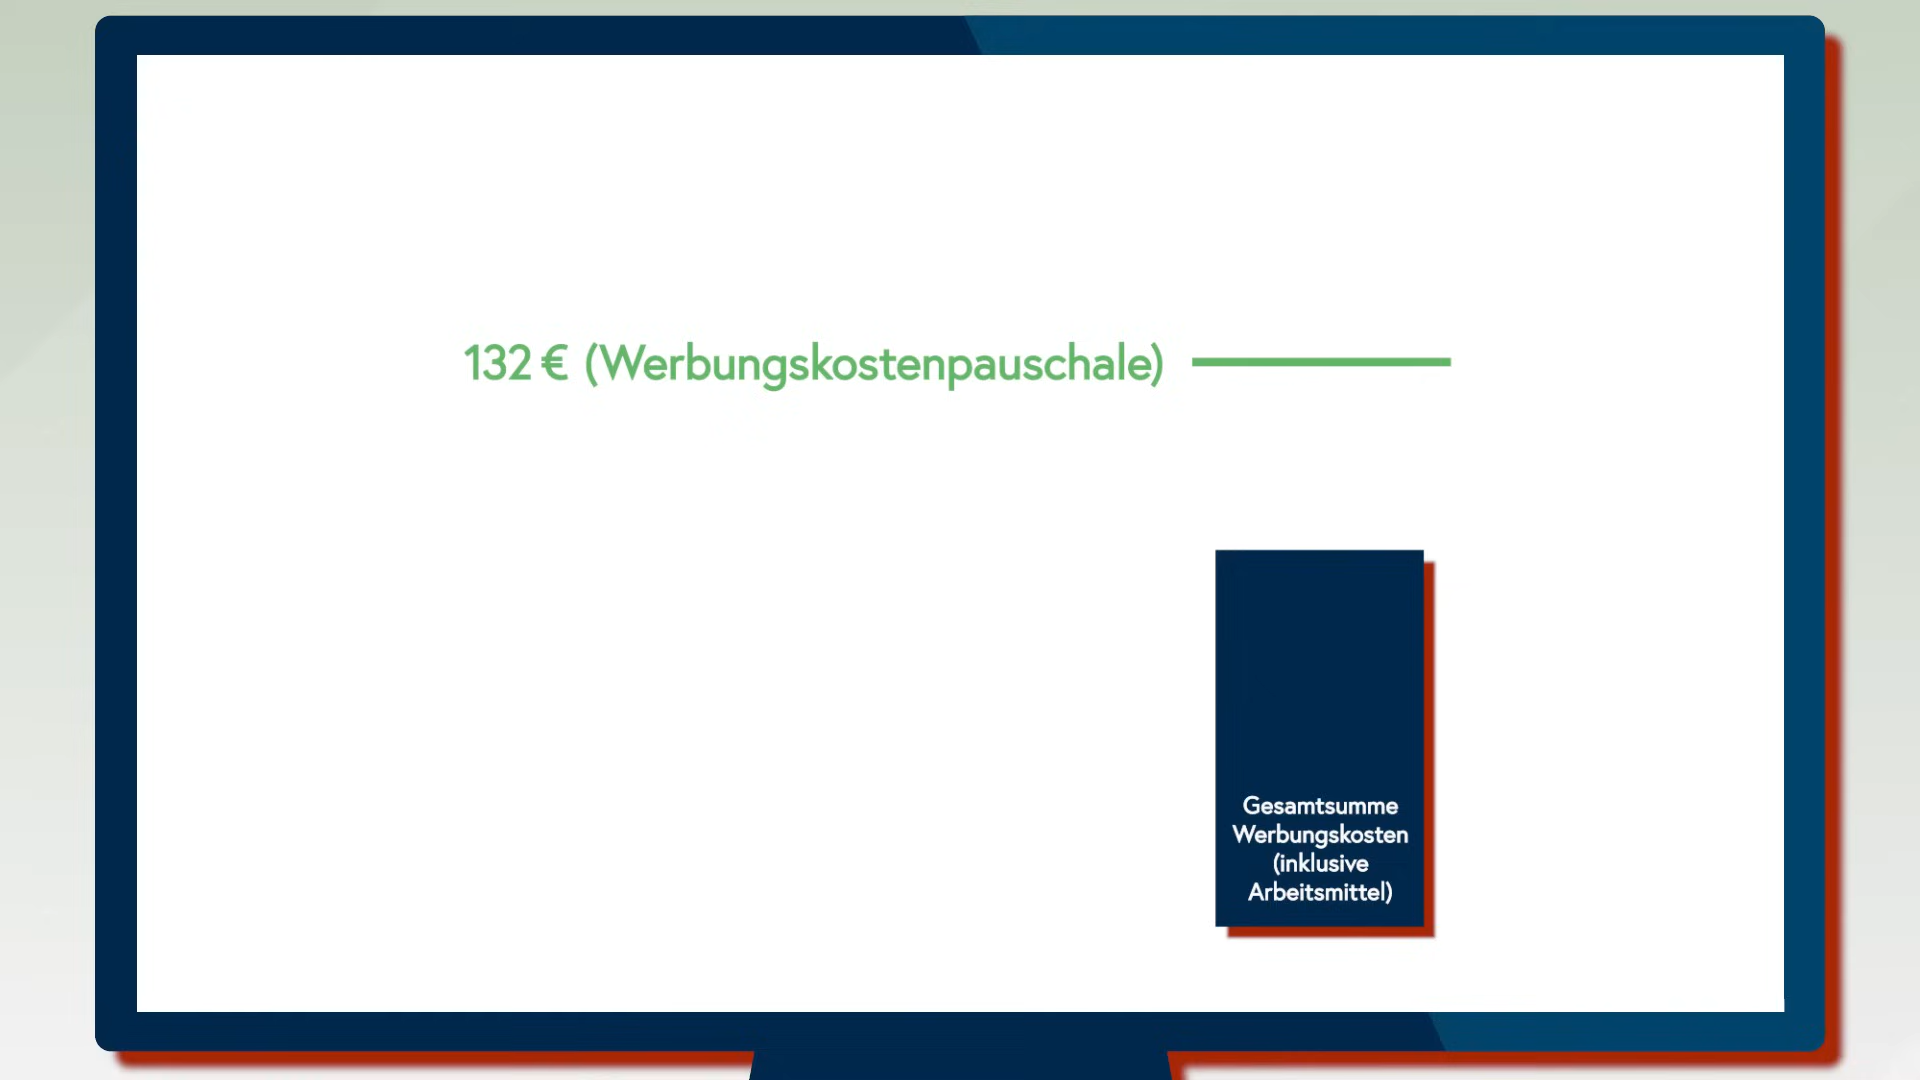 132 € (Werbungskostenpauschale)
Gesamtsumme
Werbungskosten
(inklusive
Arbeitsmittel)